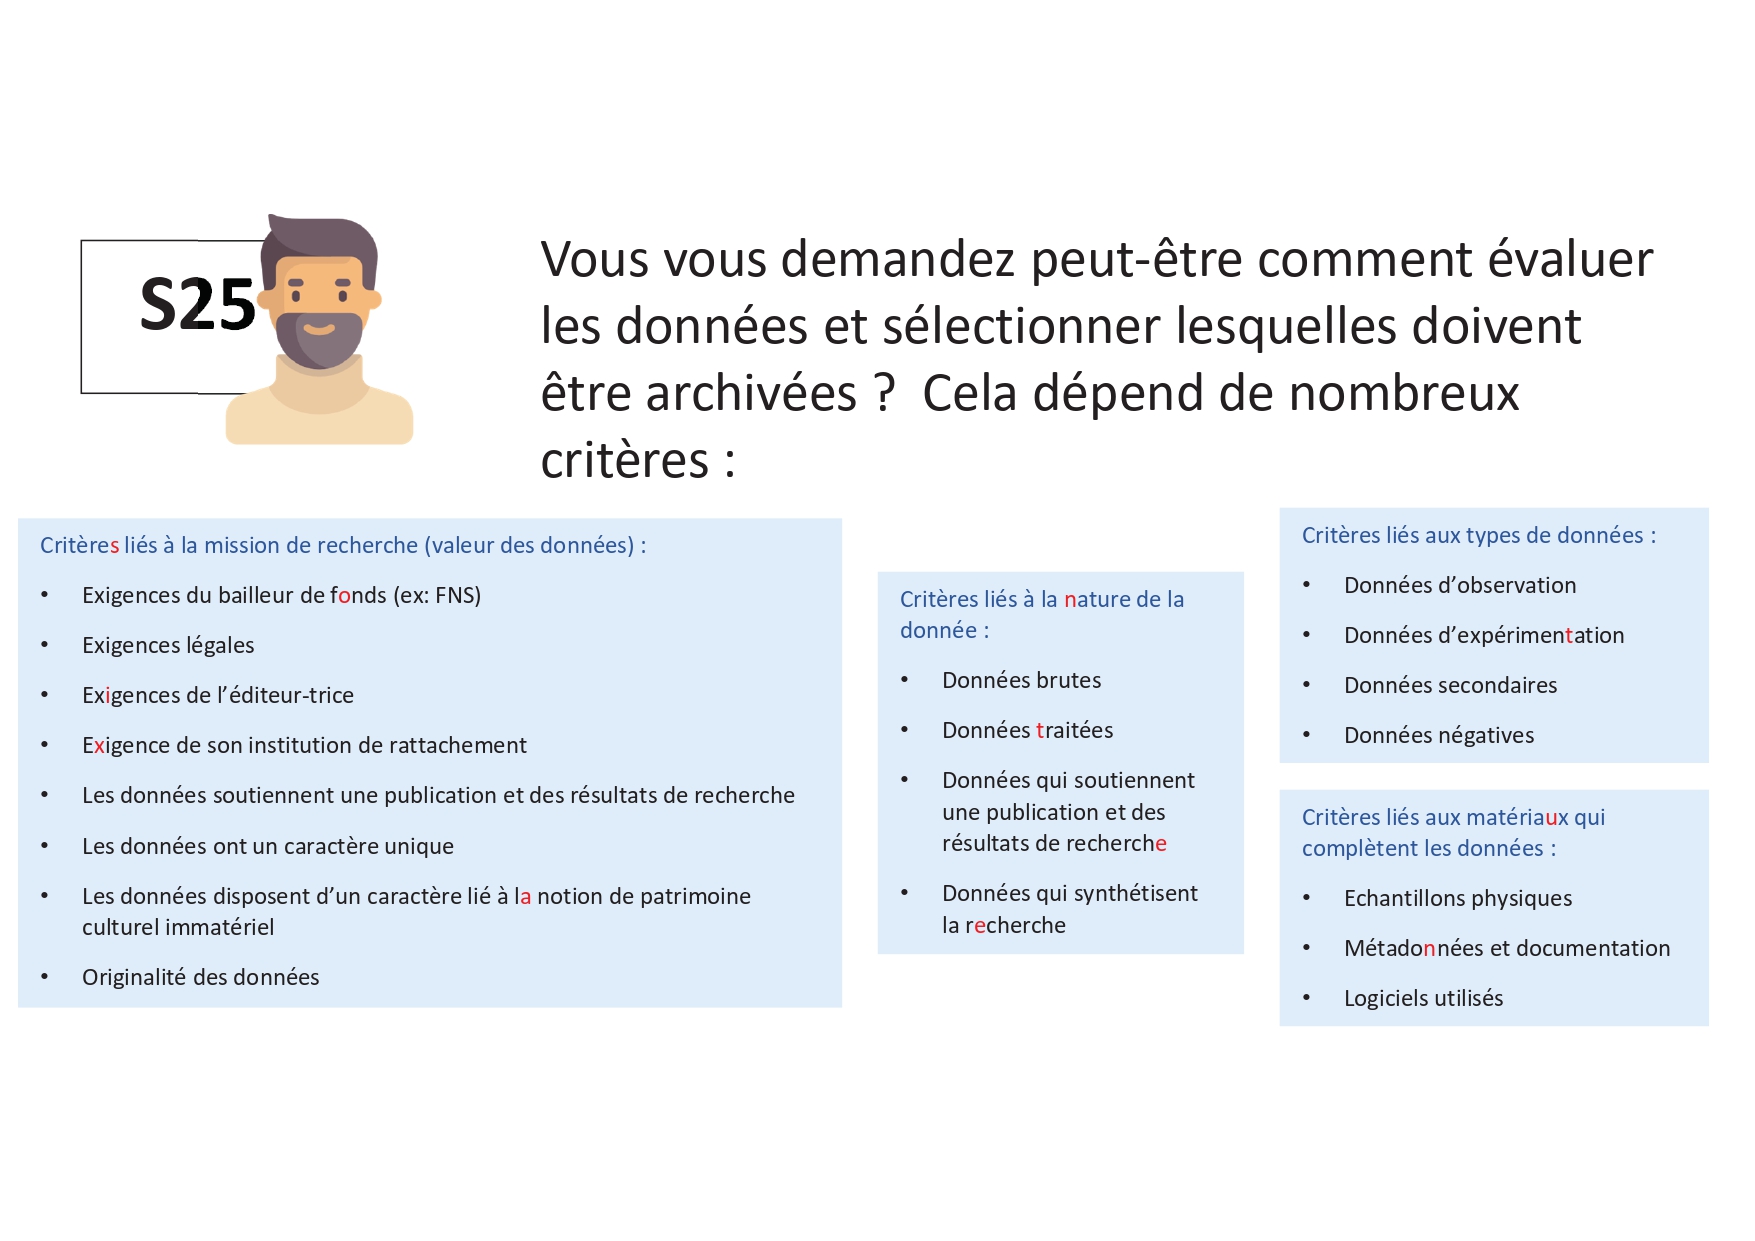 S25
Vous vous demandez peut-être comment évaluer
les données et sélectionner lesquelles doivent
être archivées ?  Cela dépend de nombreux
critères :
Critères liés à la mission de recherche (valeur des données) :
• Exigences du bailleur de fonds (ex: FNS)
• Exigences légales
• Exigences de l’éditeur-trice
• Exigence de son institution de rattachement
• Les données soutiennent une publication et des résultats de recherche
• Les données ont un caractère unique
• Les données disposent d’un caractère lié à la notion de patrimoine
culturel immatériel
• Originalité des données
Critères liés à la nature de la
donnée :
• Données brutes
• Données traitées
• Données qui soutiennent
une publication et des
résultats de recherche
• Données qui synthétisent
la recherche
Critères liés aux types de données :
• Données d’observation
• Données d’expérimentation
• Données secondaires
• Données négatives
Critères liés aux matériaux qui
complètent les données :
• Echantillons physiques
• Métadonnées et documentation
• Logiciels utilisés